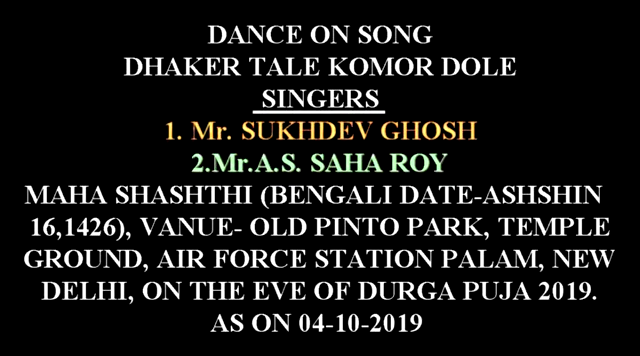 DANCE ON SONG
DHAKER TALE KOMOR DOLE
SINGERS
1. Mr. SUKHDEV GHOSH
2.Mr.A.S. SAHA ROY
MAHA SHASHTHI (BENGALI DATE-ASHSHIN
16,1426), VANUE- OLD PINTO PARK, TEMPLE
GROUND, AIR FORCE STATION PALAM, NEW
DELHI, ON THE EVE OF DURGA PUJA 2019.
AS ON 04-10-2019